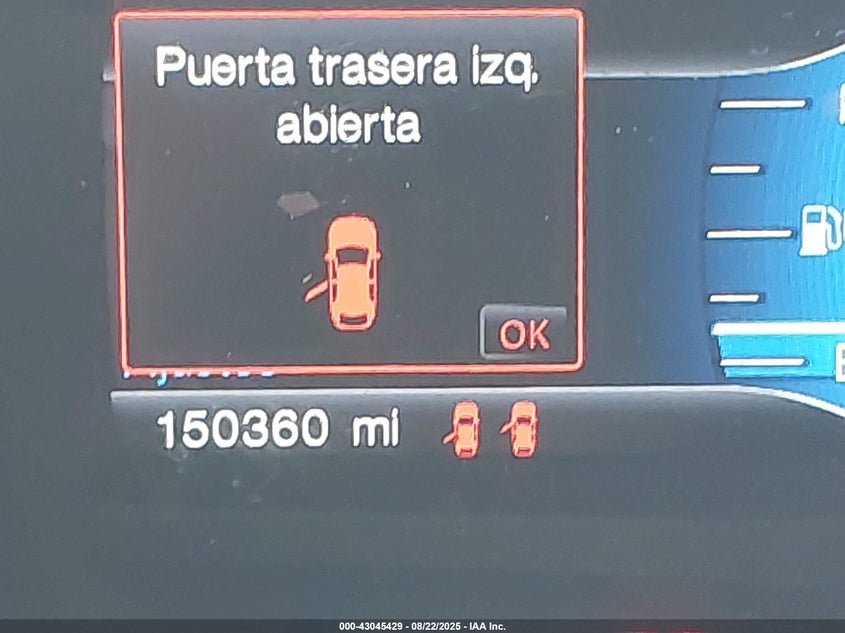 Puerta trasera izq.
abierta
OK
150360 mi
000-43045429 - 08/22/2025 - IAA Inc.